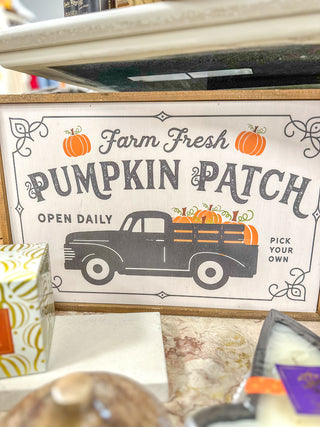 Farm Fresh
PUMPKIN PATCH
OPEN DAILY
PICK
YOUR
OWN